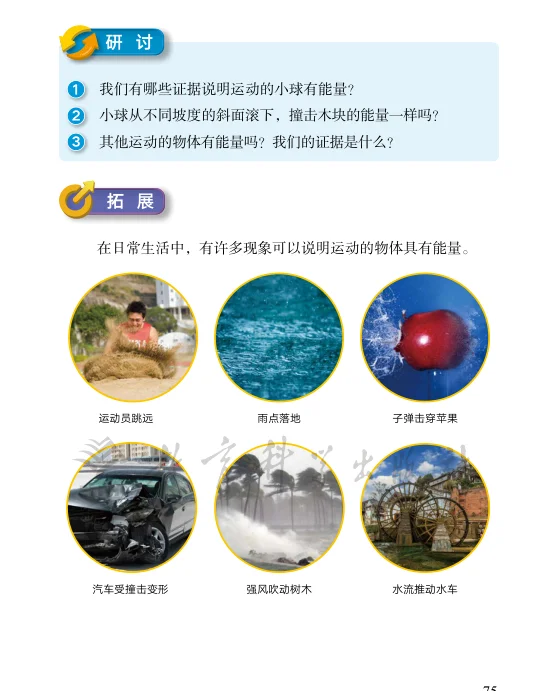 研讨
1 我们有哪些证据说明运动的小球有能量？
2 小球从不同坡度的斜面滚下，撞击木块的能量一样吗？
3 其他运动的物体有能量吗？我们的证据是什么？
拓展
在日常生活中，有许多现象可以说明运动的物体具有能量。
运动员跳远
雨点落地
子弹击穿苹果
汽车受撞击变形
强风吹动树木
水流推动水车
75